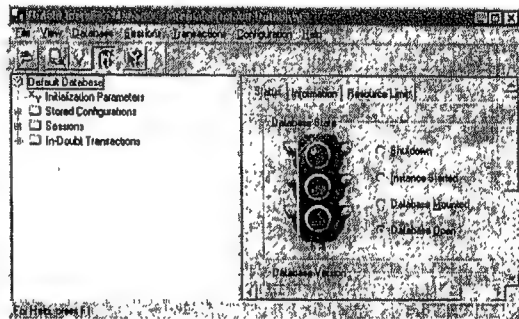 File View Database Sessions Transactions Configuration Help
Default Database
Initialization Parameters
Stored Configurations
Sessions
In-Doubt Transactions
Status Information Resource Limits
Database State
Shutdown
Instance Started
Database Mounted
Database Open
Database Version
For Help, press F1